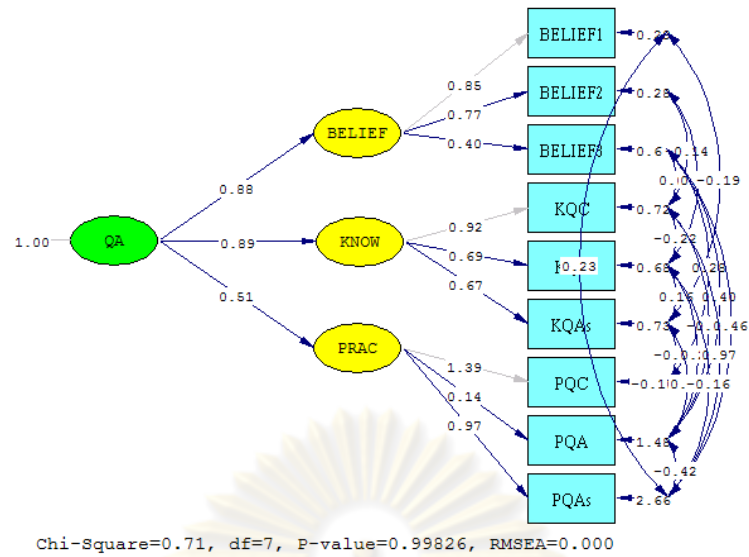 BELIEF1
0.85
BELIEF2
0.28
0.77
BELIEF
BELIEF3
0.6
0.14
0.40
-0.19
0.88
KQC
0.72
0.92
-0.22
1.00
QA
0.89
KNOW
0.69
0.23
0.68
0.67
0.16
0.40
0.51
KQAs
0.73
0.46
PRAC
0.97
1.39
PQC
-0.16
0.14
0.97
PQA
1.48
-0.42
PQAs
2.66
Chi-Square=0.71, df=7, P-value=0.99826, RMSEA=0.000